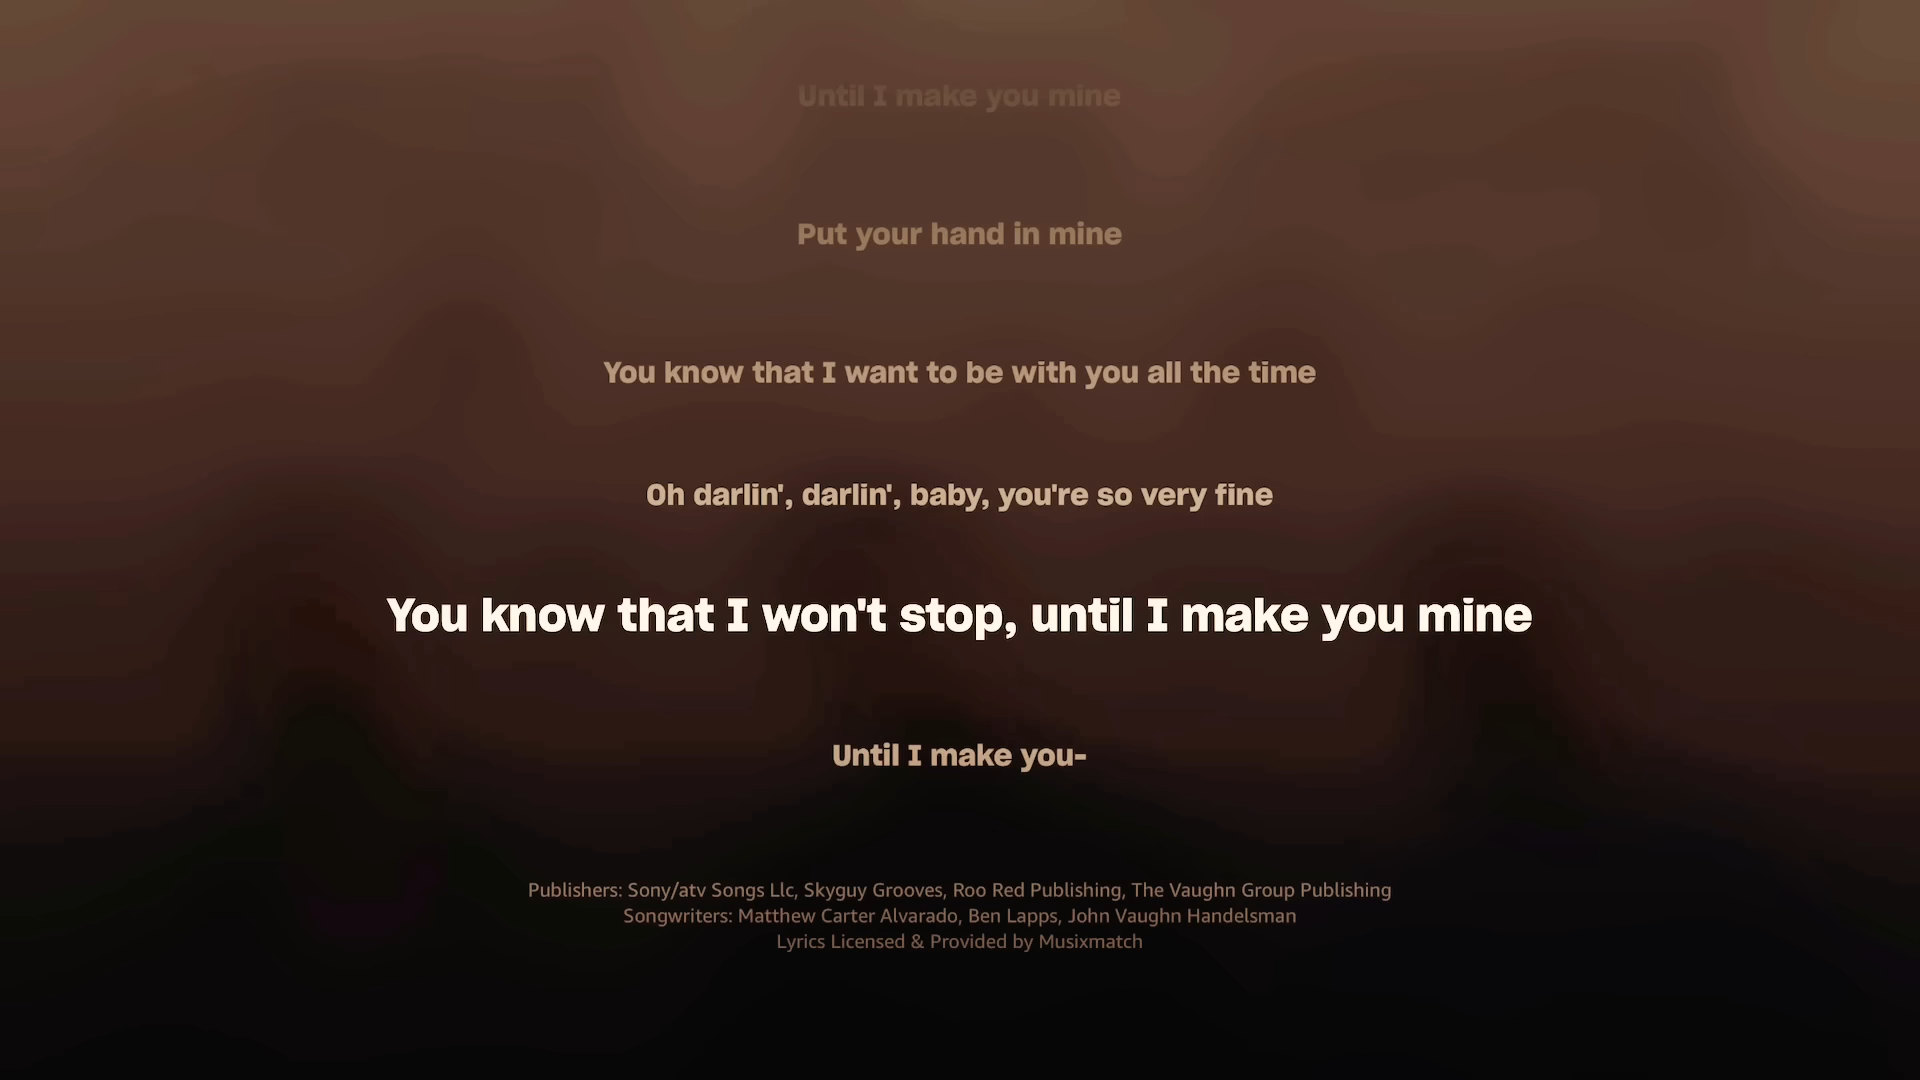 Until I make you mine
Put your hand in mine
You know that I want to be with you all the time
Oh darlin', darlin', baby, you're so very fine
You know that I won't stop, until I make you mine
Until I make you-
Publishers: Sony/atv Songs Llc, Skyguy Grooves, Roo Red Publishing, The Vaughn Group Publishing
Songwriters: Matthew Carter Alvarado, Ben Lapps, John Vaughn Handelsman
Lyrics Licensed & Provided by Musixmatch